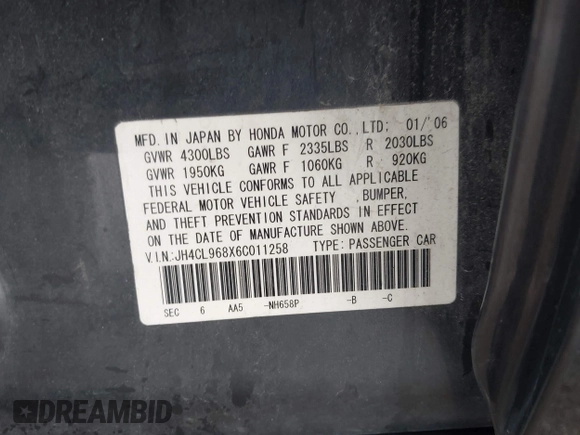 MFD. IN JAPAN BY HONDA MOTOR CO.,LTD: 01/'06
GVWR 4300LBS GAWR F 2335LBS R 2030LBS
GVWR 1950KG GAWR F 1060KG R 920KG
THIS VEHICLE CONFORMS TO ALL APPLICABLE
FEDERAL MOTOR VEHICLE SAFETY ,BUMPER,
AND THEFT PREVENTION STANDARDS IN EFFECT
ON THE DATE OF MANUFACTURE SHOWN ABOVE.
V.I.N.:JH4CL968X6C011258 TYPE: PASSENGER CAR
SEC 6 AA5 -NH658P -B -C
DREAMBID